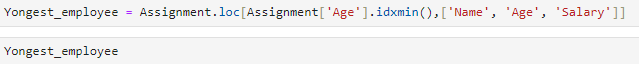 Yongest_employee = Assignment.loc[Assignment['Age'].idxmin(),['Name', 'Age', 'Salary']]
Yongest_employee